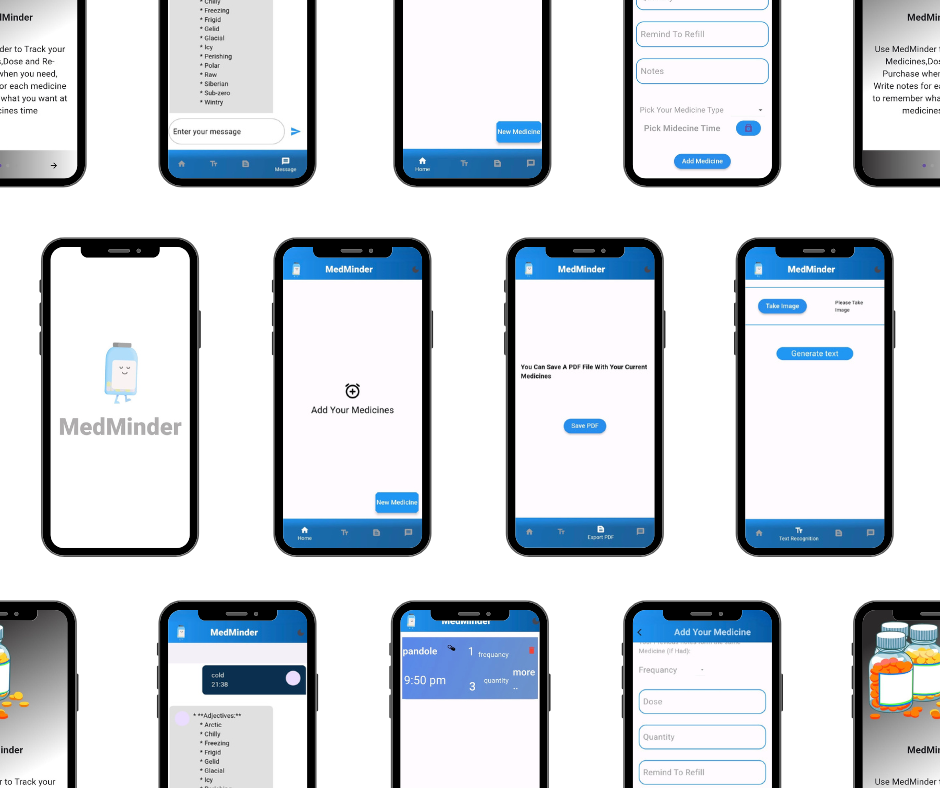 Minder
der to Track your
s,Dose and Re-
when you need,
or each medicine
what you want at
cines time
* Chilly
* Freezing
* Frigid
* Gelid
* Glacial
* Icy
* Perishing
* Polar
* Raw
* Siberian
* Sub-zero
* Wintry
Enter your message
Message
New Medicine
Home
Remind To Refill
Notes
Pick Your Medicine Type
Pick Midecine Time
Add Medicine
MedMin
Use MedMinder
Medicines,Dos
Purchase when
Write notes for ea
to remember wha
medicines
MedMinder
MedMinder
Add Your Medicines
New Medicine
Home
MedMinder
You Can Save A PDF File With Your Current
Medicines
Save PDF
Export PDF
MedMinder
Take Image
Please Take
Image
Generate text
Text Recognition
inder
r to Track your
MedMinder
cold
21:38
* **Adjectives:**
* Arctic
* Chilly
* Freezing
* Frigid
* Gelid
* Glacial
* Icy
MedMinder
pandole
1 frequancy
9:50 pm
3 quantity
more
..
Add Your Medicine
Medicine (If Had):
Frequancy
Dose
Quantity
Remind To Refill
MedMin
Use MedMinder